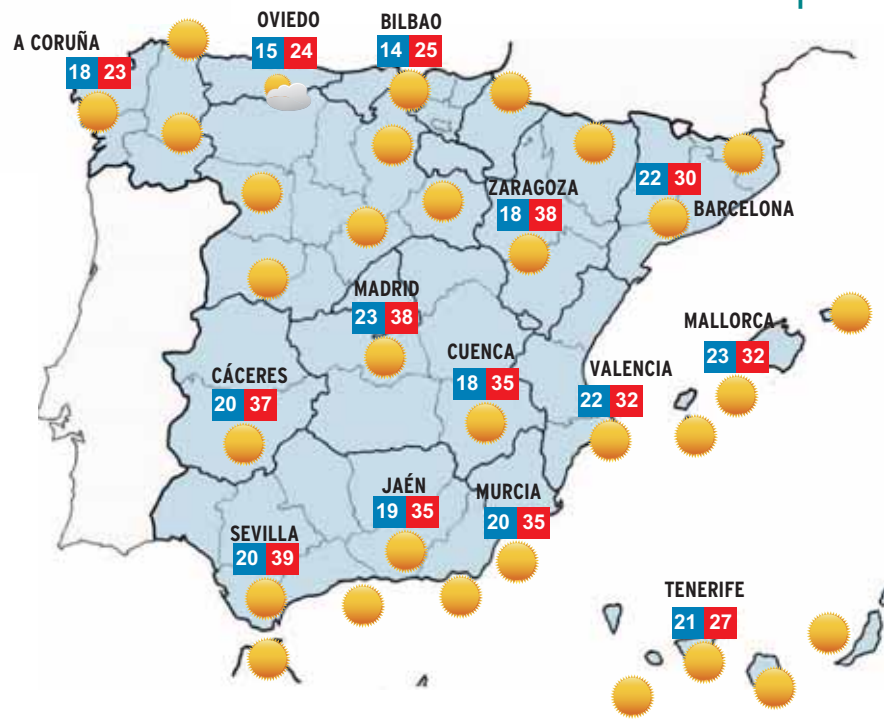 OVIEDO
15 24
BILBAO
14 25
A CORUÑA
18 23
ZARAGOZA
18 38
22 30
BARCELONA
MADRID
23 38
MALLORCA
23 32
CUENCA
18 35
VALENCIA
22 32
CÁCERES
20 37
JAÉN
19 35
MURCIA
20 35
SEVILLA
20 39
TENERIFE
21 27